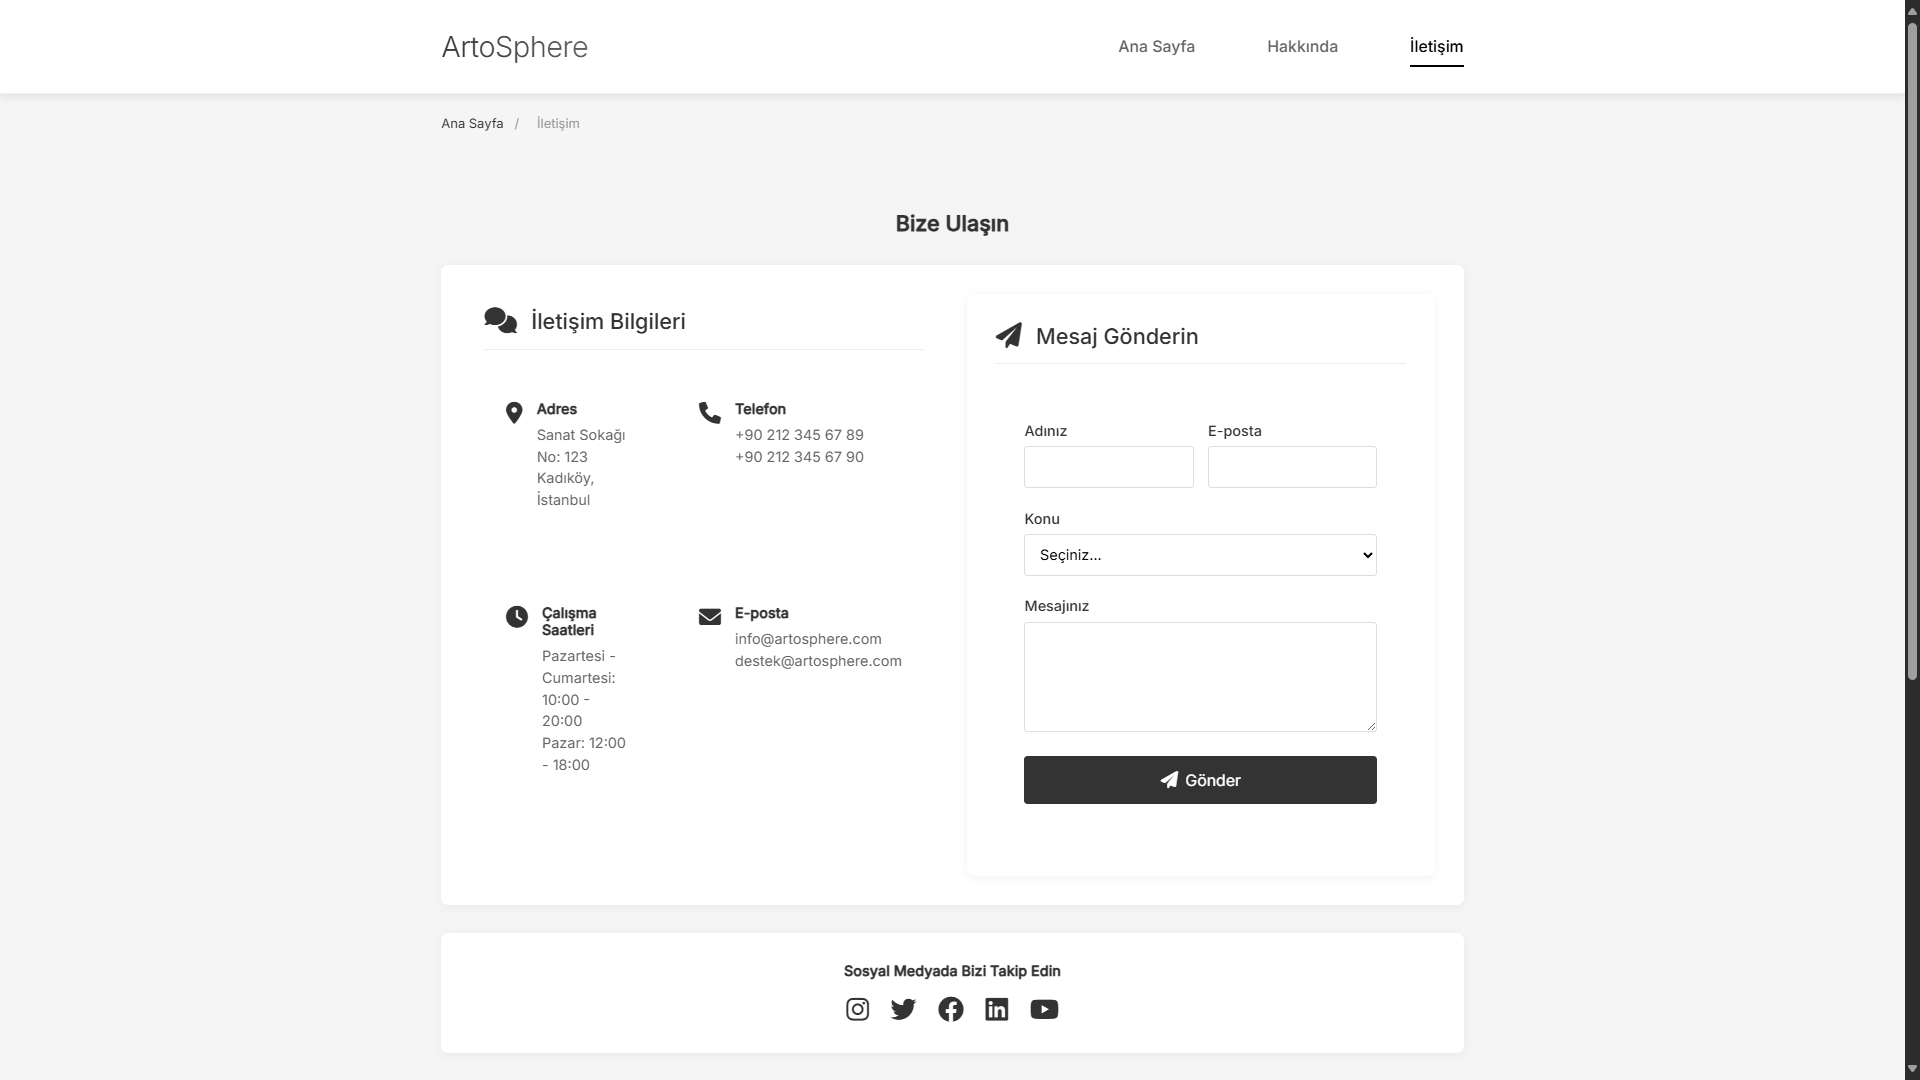 ArtoSphere
Ana Sayfa
Hakkında
İletişim
Ana Sayfa / İletişim
Bize Ulaşın
İletişim Bilgileri
Adres
Sanat Sokağı
No: 123
Kadıköy,
İstanbul
Telefon
+90 212 345 67 89
+90 212 345 67 90
Çalışma
Saatleri
Pazartesi -
Cumartesi:
10:00 -
20:00
Pazar: 12:00
- 18:00
E-posta
info@artosphere.com
destek@artosphere.com
Mesaj Gönderin
Adınız
E-posta
Konu
Seçiniz...
Mesajınız
Gönder
Sosyal Medyada Bizi Takip Edin